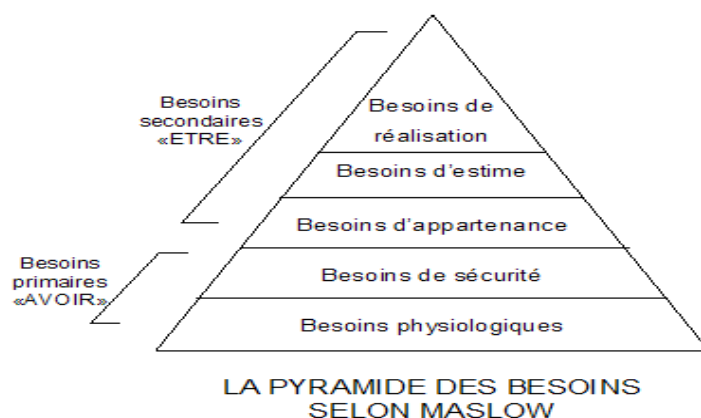 Besoins
secondaires
«ETRE»
Besoins de
réalisation
Besoins d'estime
Besoins d'appartenance
Besoins
primaires
«AVOIR»
Besoins de sécurité
Besoins physiologiques
LA PYRAMIDE DES BESOINS
SELON MASLOW